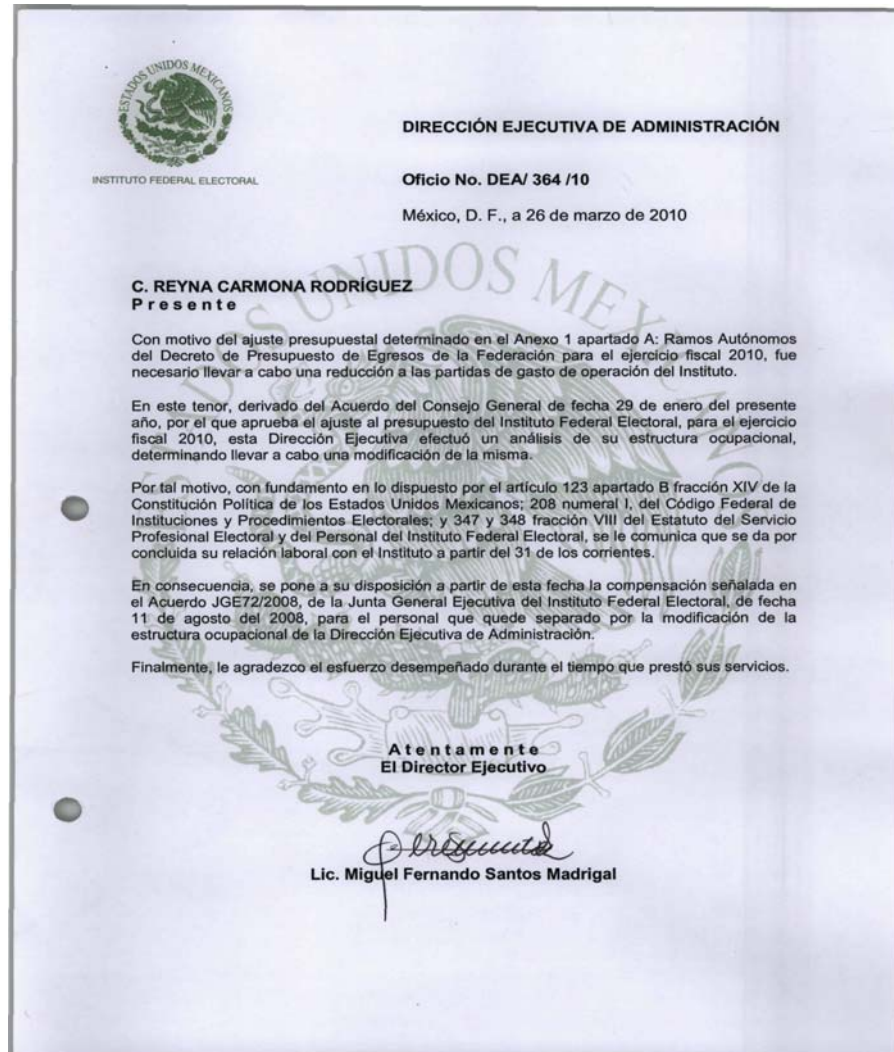 ESTADOS UNIDOS MEXICANOS
INSTITUTO FEDERAL ELECTORAL
DIRECCIÓN EJECUTIVA DE ADMINISTRACIÓN
Oficio No. DEA/ 364 /10
México, D. F., a 26 de marzo de 2010
C. REYNA CARMONA RODRÍGUEZ
P r e s e n t e
Con motivo del ajuste presupuestal determinado en el Anexo 1 apartado A: Ramos Autónomos
del Decreto de Presupuesto de Egresos de la Federación para el ejercicio fiscal 2010, fue
necesario llevar a cabo una reducción a las partidas de gasto de operación del Instituto.
En este tenor, derivado del Acuerdo del Consejo General de fecha 29 de enero del presente
año, por el que aprueba el ajuste al presupuesto del Instituto Federal Electoral, para el ejercicio
fiscal 2010, esta Dirección Ejecutiva efectuó un análisis de su estructura ocupacional,
determinando llevar a cabo una modificación de la misma.
Por tal motivo, con fundamento en lo dispuesto por el artículo 123 apartado B fracción XIV de la
Constitución Política de los Estados Unidos Mexicanos; 208 numeral I, del Código Federal de
Instituciones y Procedimientos Electorales; y 347 y 348 fracción VIII del Estatuto del Servicio
Profesional Electoral y del Personal del Instituto Federal Electoral, se le comunica que se da por
concluida su relación laboral con el Instituto a partir del 31 de los corrientes.
En consecuencia, se pone a su disposición a partir de esta fecha la compensación señalada en
el Acuerdo JGE72/2008, de la Junta General Ejecutiva del Instituto Federal Electoral, de fecha
11 de agosto del 2008, para el personal que quede separado por la modificación de la
estructura ocupacional de la Dirección Ejecutiva de Administración.
Finalmente, le agradezco el esfuerzo desempeñado durante el tiempo que prestó sus servicios.
A t e n t a m e n t e
El Director Ejecutivo
Lic. Miguel Fernando Santos Madrigal